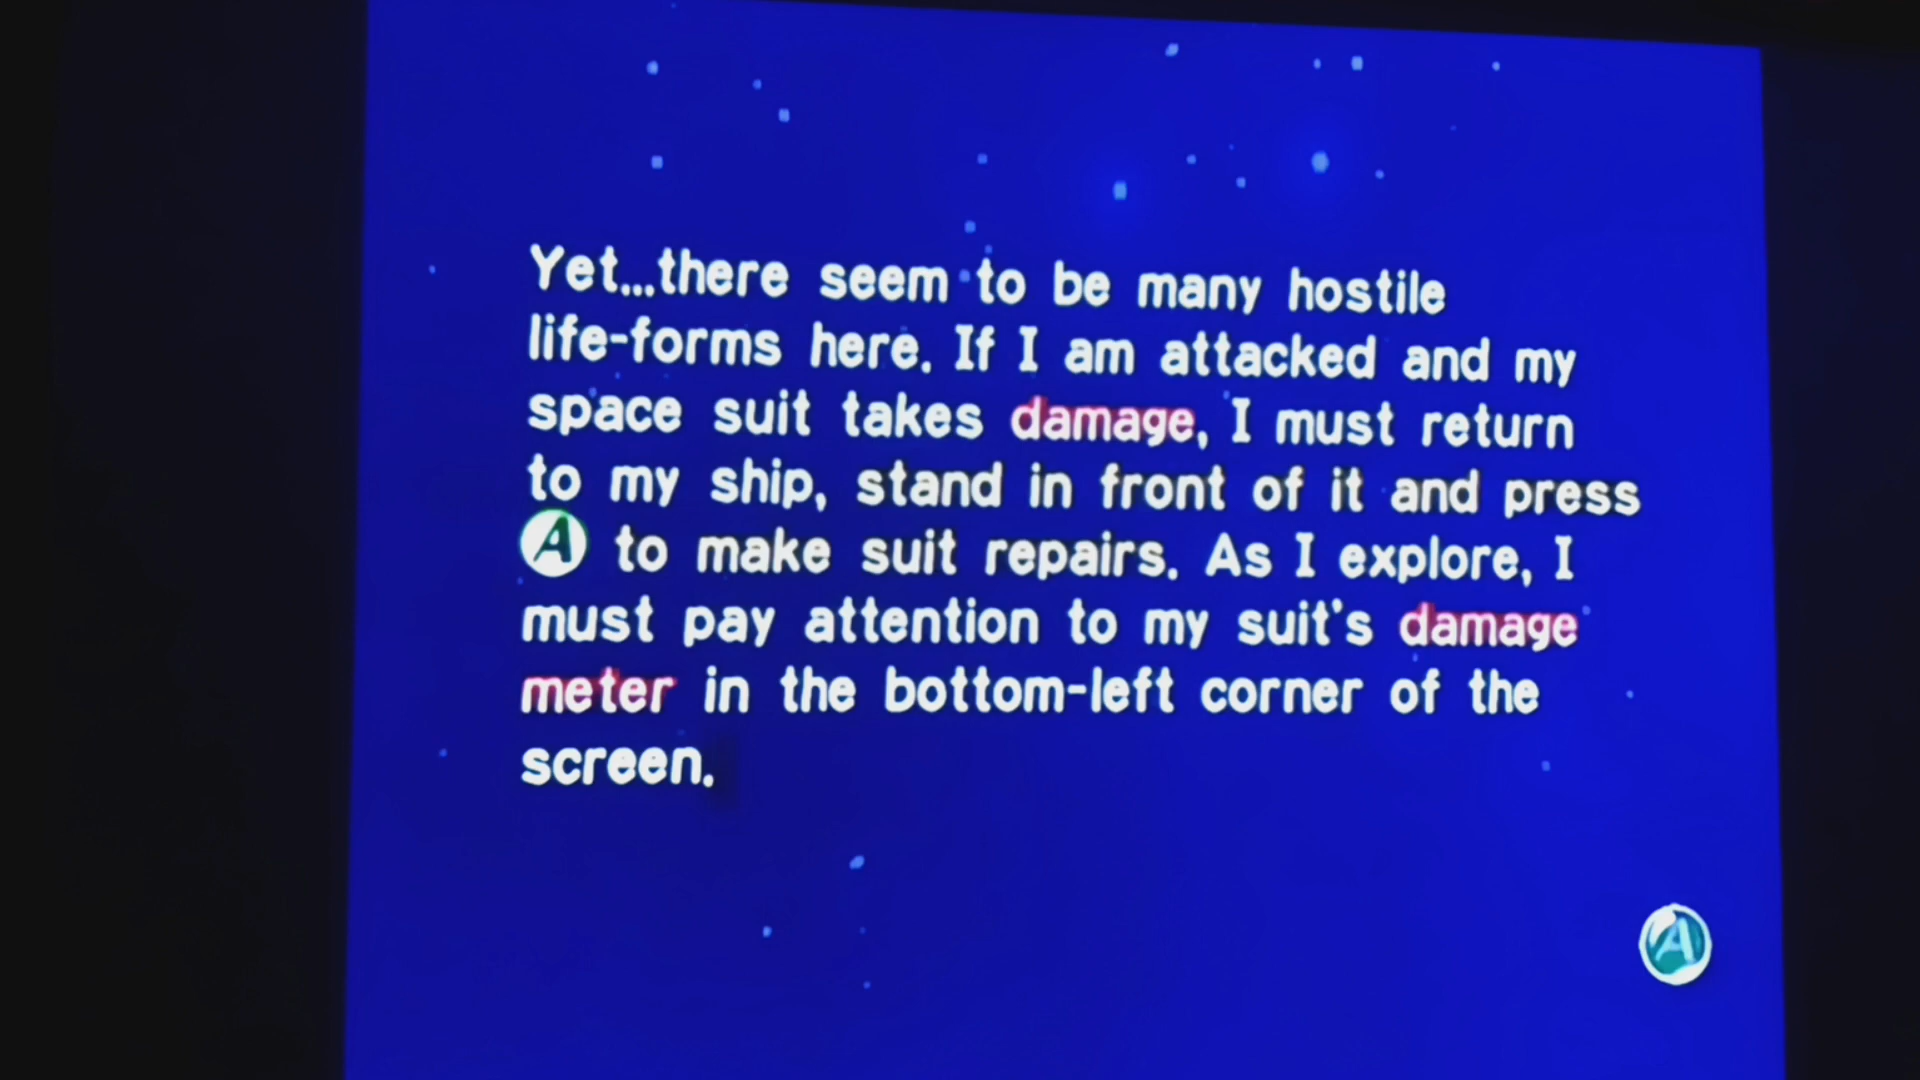 Yet...there seem to be many hostile
life-forms here. If I am attacked and my
space suit takes damage, I must return
to my ship, stand in front of it and press
A to make suit repairs. As I explore, I
must pay attention to my suit's damage
meter in the bottom-left corner of the
screen.
A